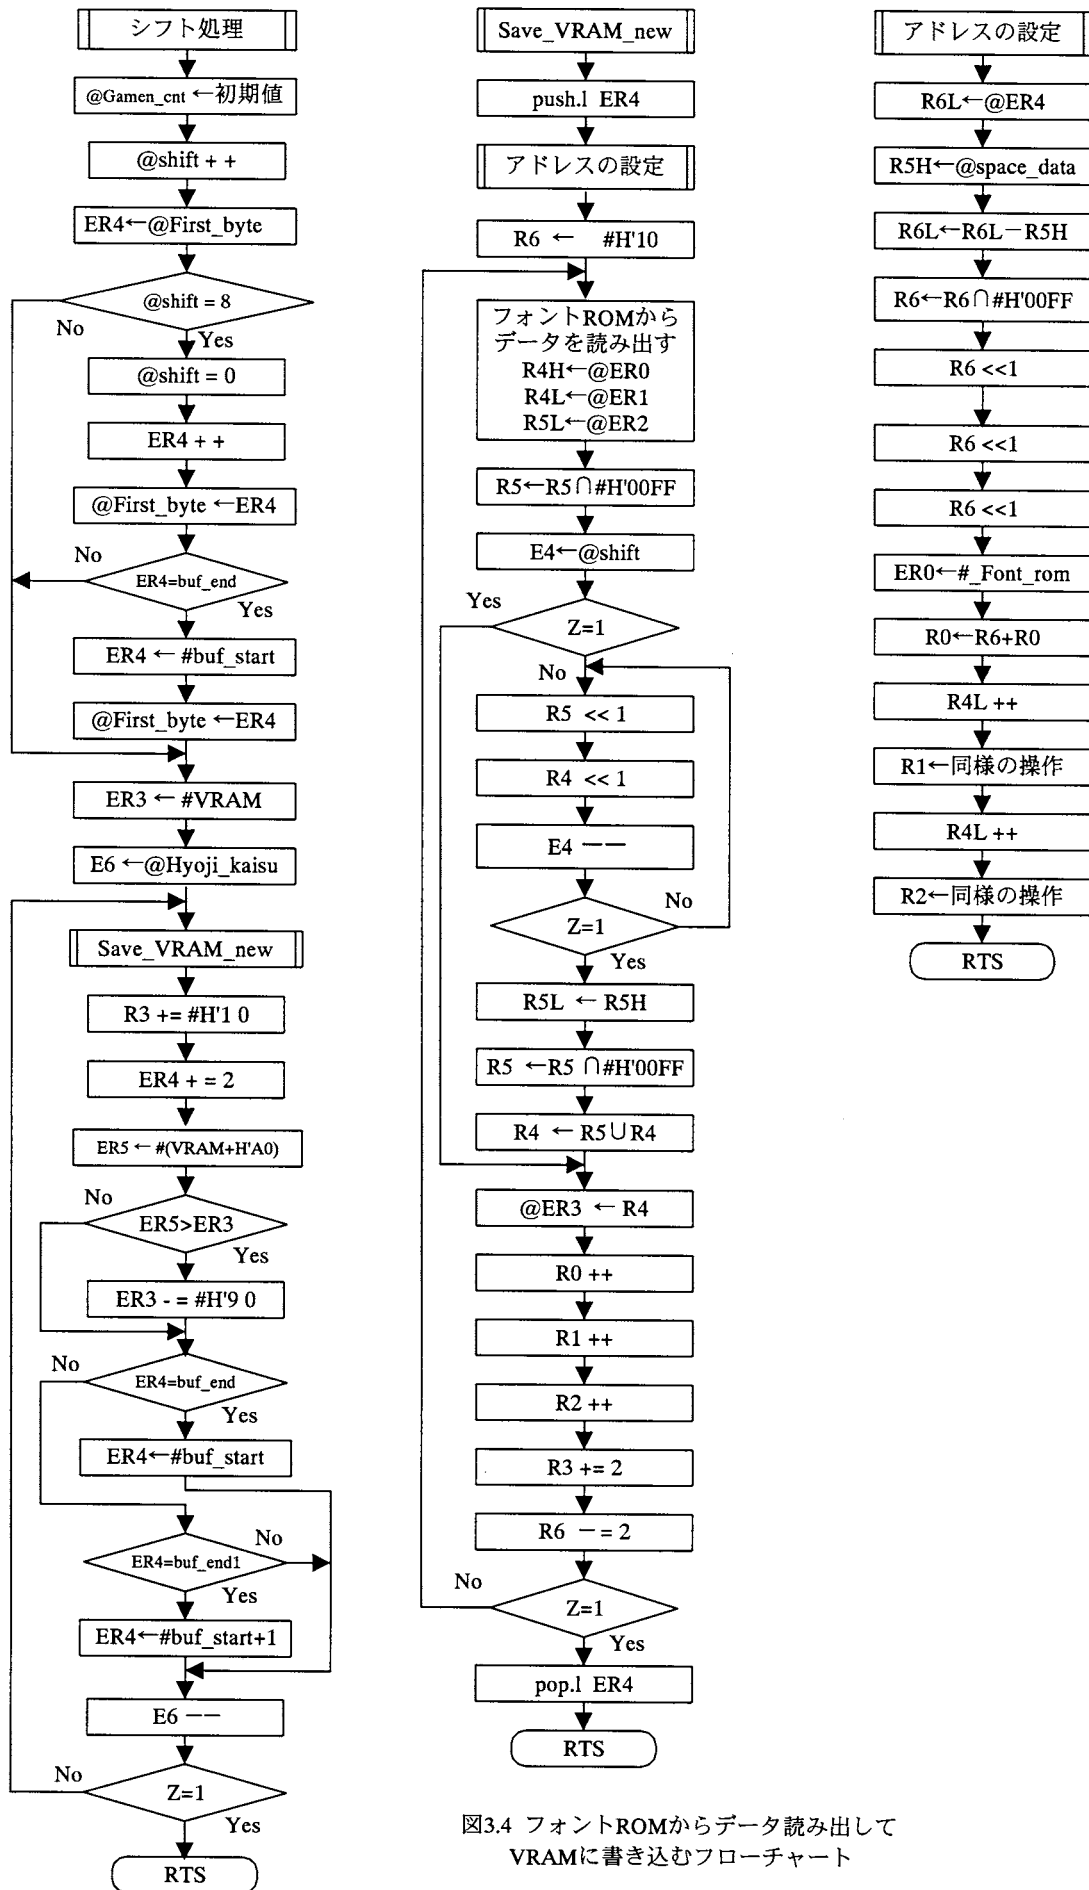 シフト処理
@Gamen_cnt ←初期値
@shift + +
ER4←@First_byte
@shift = 8
No
Yes
@shift = 0
ER4 + +
@First_byte ←ER4
No
ER4=buf_end
Yes
ER4 ← #buf_start
@First_byte ←ER4
ER3 ← #VRAM
E6 ←@Hyoji_kaisu
Save_VRAM_new
R3 += #H'1 0
ER4 + = 2
ER5 ← #(VRAM+H'A0)
No
ER5>ER3
Yes
ER3 - = #H'9 0
No
ER4=buf_end
Yes
ER4←#buf_start
No
ER4=buf_end1
Yes
ER4←#buf_start+1
E6 −−
No
Z=1
Yes
RTS
Save_VRAM_new
push.l ER4
アドレスの設定
R6 ← #H'10
フォントROMから
データを読み出す
R4H←@ER0
R4L←@ER1
R5L←@ER2
R5←R5∩#H'00FF
E4←@shift
Yes
Z=1
No
R5 << 1
R4 << 1
E4 −−
No
Z=1
Yes
R5L ← R5H
R5 ←R5 ∩#H'00FF
R4 ← R5∪R4
@ER3 ← R4
R0 ++
R1 ++
R2 ++
R3 += 2
R6 −= 2
No
Z=1
Yes
pop.l ER4
RTS
アドレスの設定
R6L←@ER4
R5H←@space_data
R6L←R6L−R5H
R6←R6∩#H'00FF
R6 <<1
R6 <<1
R6 <<1
ER0←#_Font_rom
R0←R6+R0
R4L ++
R1←同様の操作
R4L ++
R2←同様の操作
RTS
図3.4 フォントROMからデータ読み出して
VRAMに書き込むフローチャート